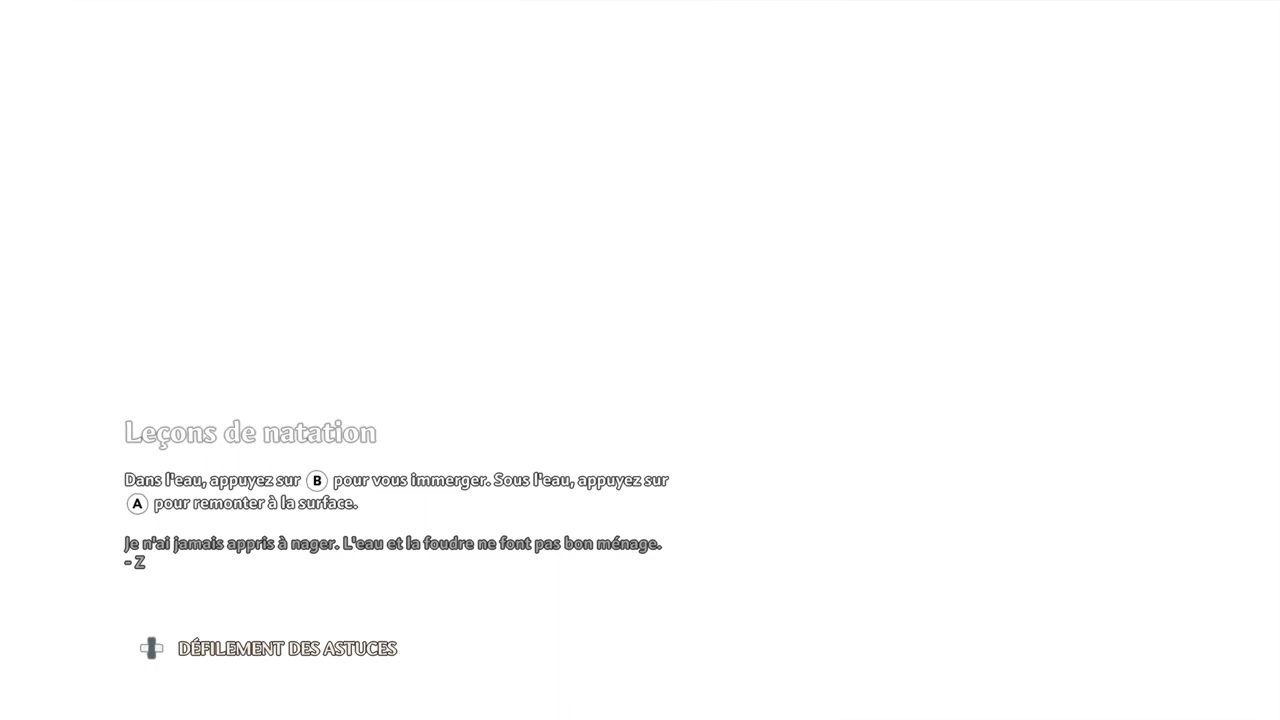 Leçons de natation
Dans l'eau, appuyez sur B pour vous immerger. Sous l'eau, appuyez sur
A pour remonter à la surface.
Je n'ai jamais appris à nager. L'eau et la foudre ne font pas bon ménage.
- Z
DÉFILEMENT DES ASTUCES